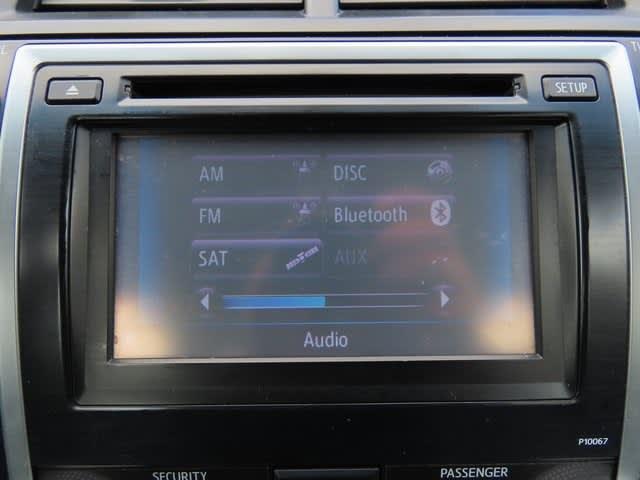 SETUP
AM
DISC
FM
Bluetooth
SAT
AUX
Audio
P10067
SECURITY
PASSENGER